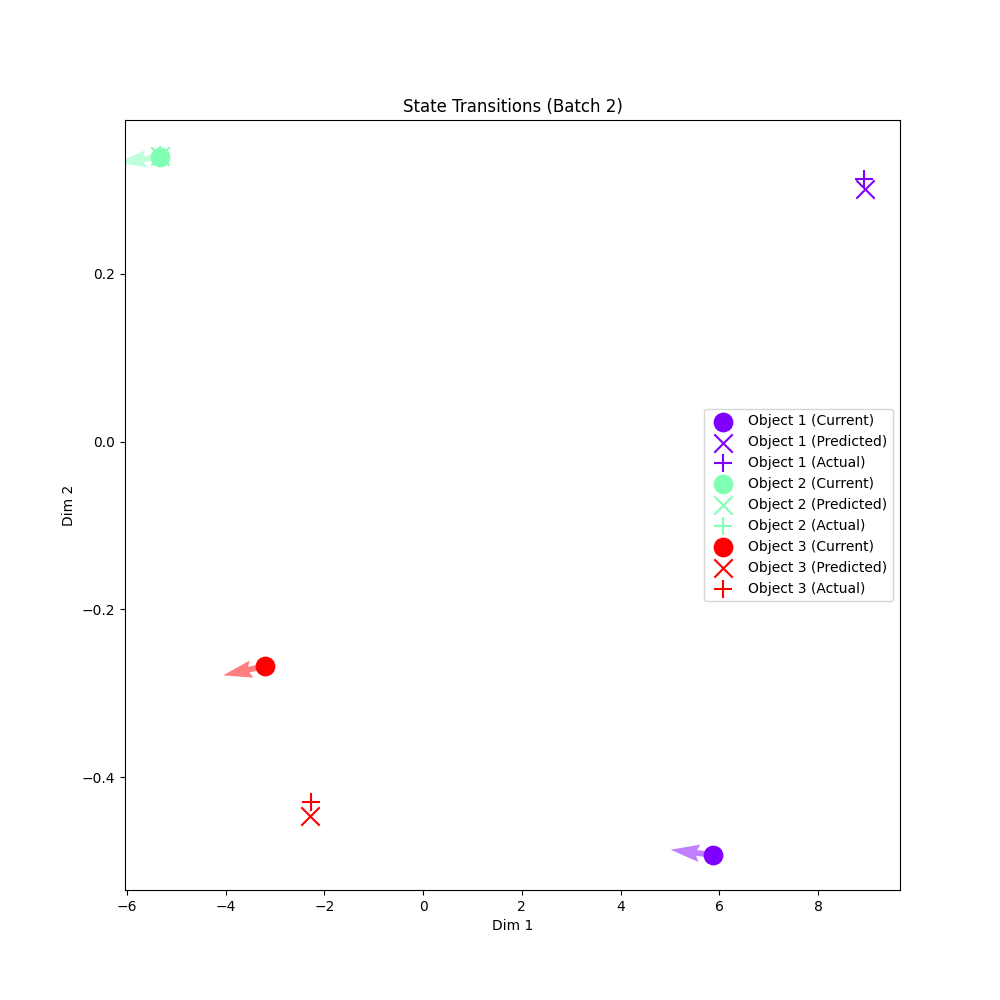 State Transitions (Batch 2)
0.2
0.0
−0.2
−0.4
Dim 2
Object 1 (Current)
Object 1 (Predicted)
Object 1 (Actual)
Object 2 (Current)
Object 2 (Predicted)
Object 2 (Actual)
Object 3 (Current)
Object 3 (Predicted)
Object 3 (Actual)
−6 −4 −2 0 2 4 6 8
Dim 1